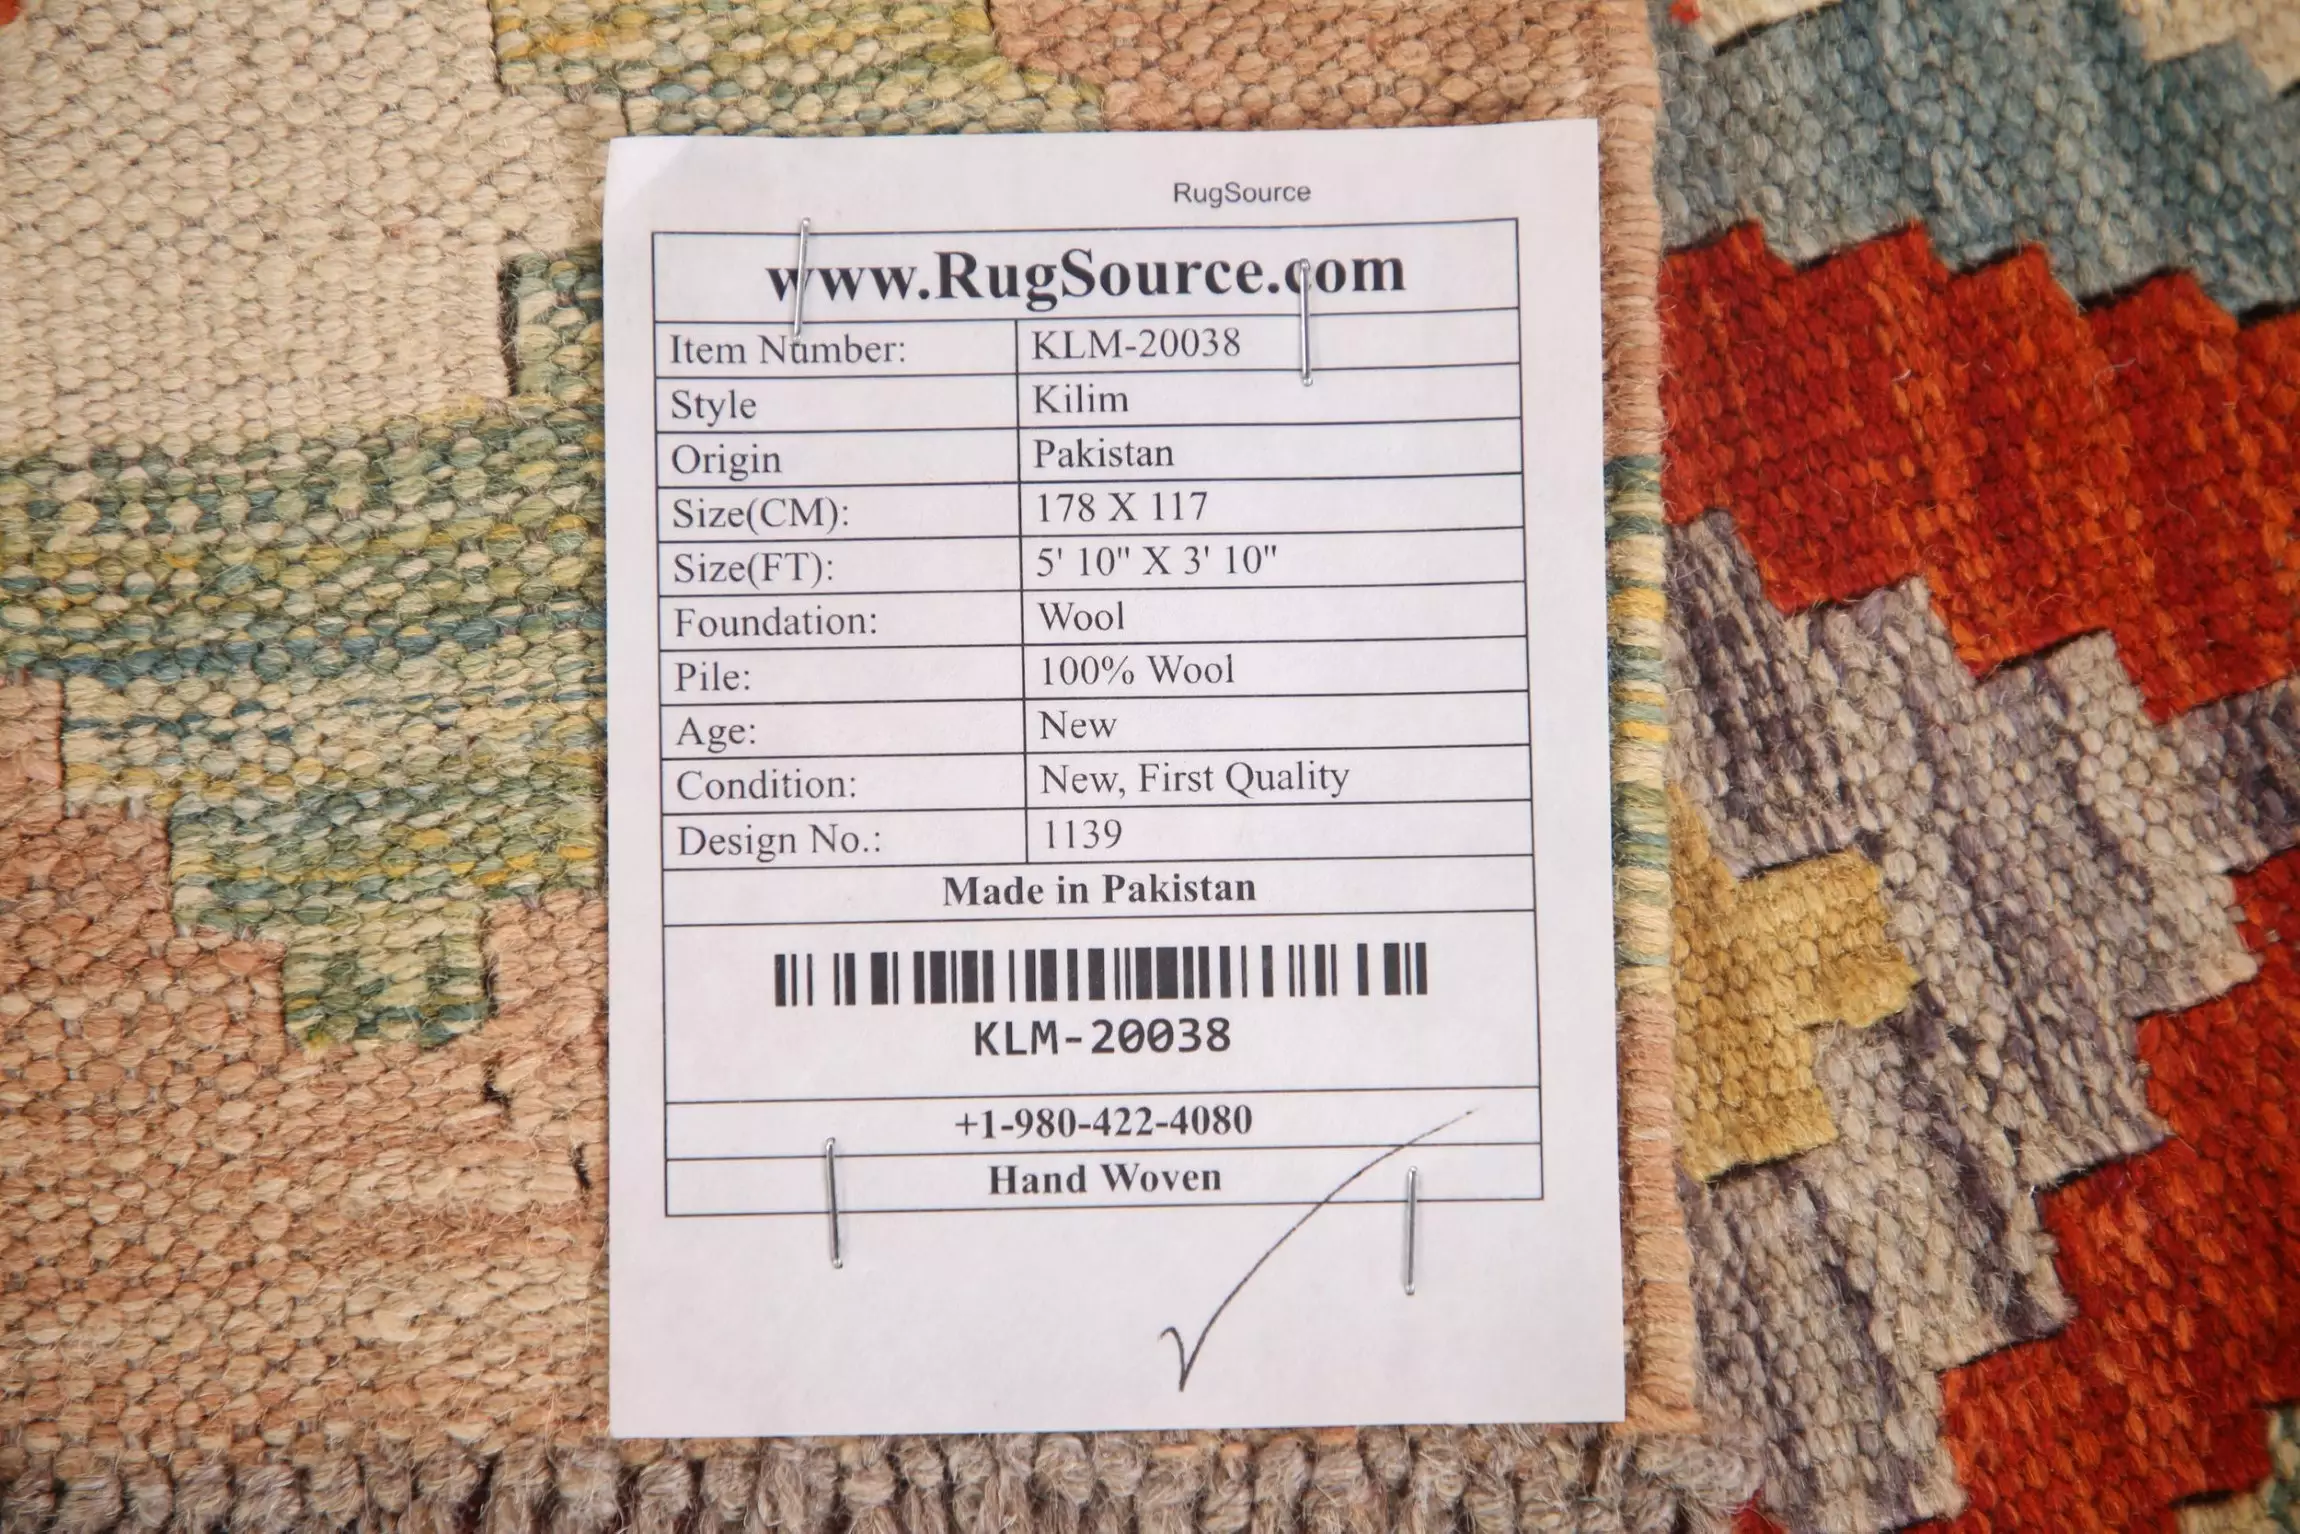 RugSource
www.RugSource.com
Item Number: KLM-20038
Style Kilim
Origin Pakistan
Size(CM): 178 X 117
Size(FT): 5' 10" X 3' 10"
Foundation: Wool
Pile: 100% Wool
Age: New
Condition: New, First Quality
Design No.: 1139
Made in Pakistan
KLM-20038
+1-980-422-4080
Hand Woven